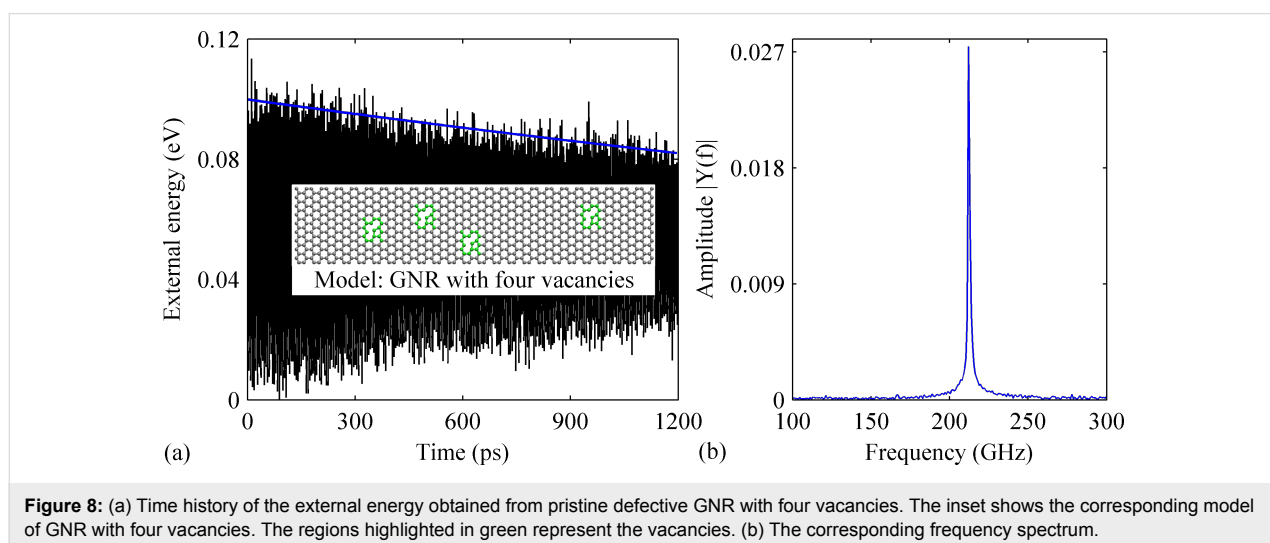 0.12
0.08
0.04
0
External energy (eV)
Model: GNR with four vacancies
0 300 600 900 1200
Time (ps)
(a)
0.027
0.018
0.009
0
Amplitude |Y(f)|
100 150 200 250 300
Frequency (GHz)
(b)
Figure 8: (a) Time history of the external energy obtained from pristine defective GNR with four vacancies. The inset shows the corresponding model
of GNR with four vacancies. The regions highlighted in green represent the vacancies. (b) The corresponding frequency spectrum.